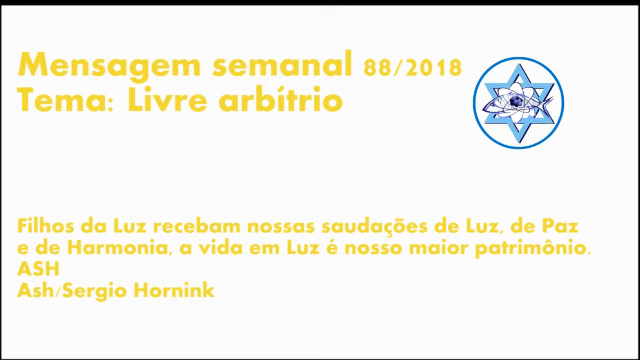 Mensagem semanal 88/2018
Tema: Livre arbítrio
Filhos da Luz recebam nossas saudações de Luz, de Paz
e de Harmonia, a vida em Luz é nosso maior patrimônio.
ASH
Ash/Sergio Hornink